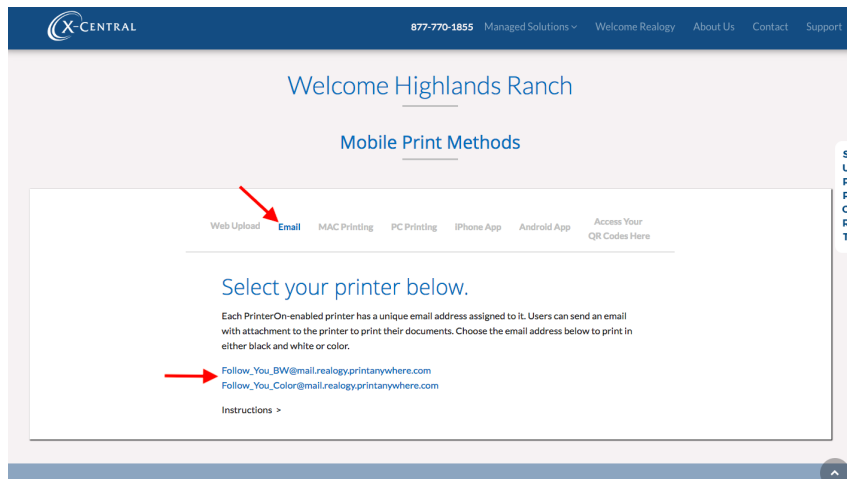 X-CENTRAL
877-770-1855 Managed Solutions Welcome Realogy About Us Contact Support
Welcome Highlands Ranch
Mobile Print Methods
Web Upload Email MAC Printing PC Printing IPhone App Android App Access Your
QR Codes Here
Select your printer below.
Each PrinterOn-enabled printer has a unique email address assigned to it. Users can send an email
with attachment to the printer to print their documents. Choose the email address below to print in
either black and white or color.
Follow_You_BW@mail.realogy.printanywhere.com
Follow_You_Color@mail.realogy.printanywhere.com
Instructions >
S
U
P
P
O
R
T